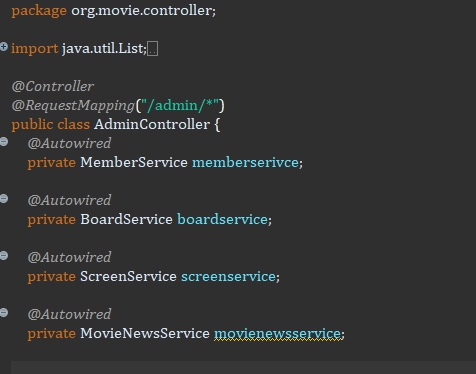 package org.movie.controller;
import java.util.List;
@Controller
@RequestMapping("/admin/*")
public class AdminController {
@Autowired
private MemberService memberserivce;
@Autowired
private BoardService boardservice;
@Autowired
private ScreenService screenservice;
@Autowired
private MovieNewsService movienewsservice;